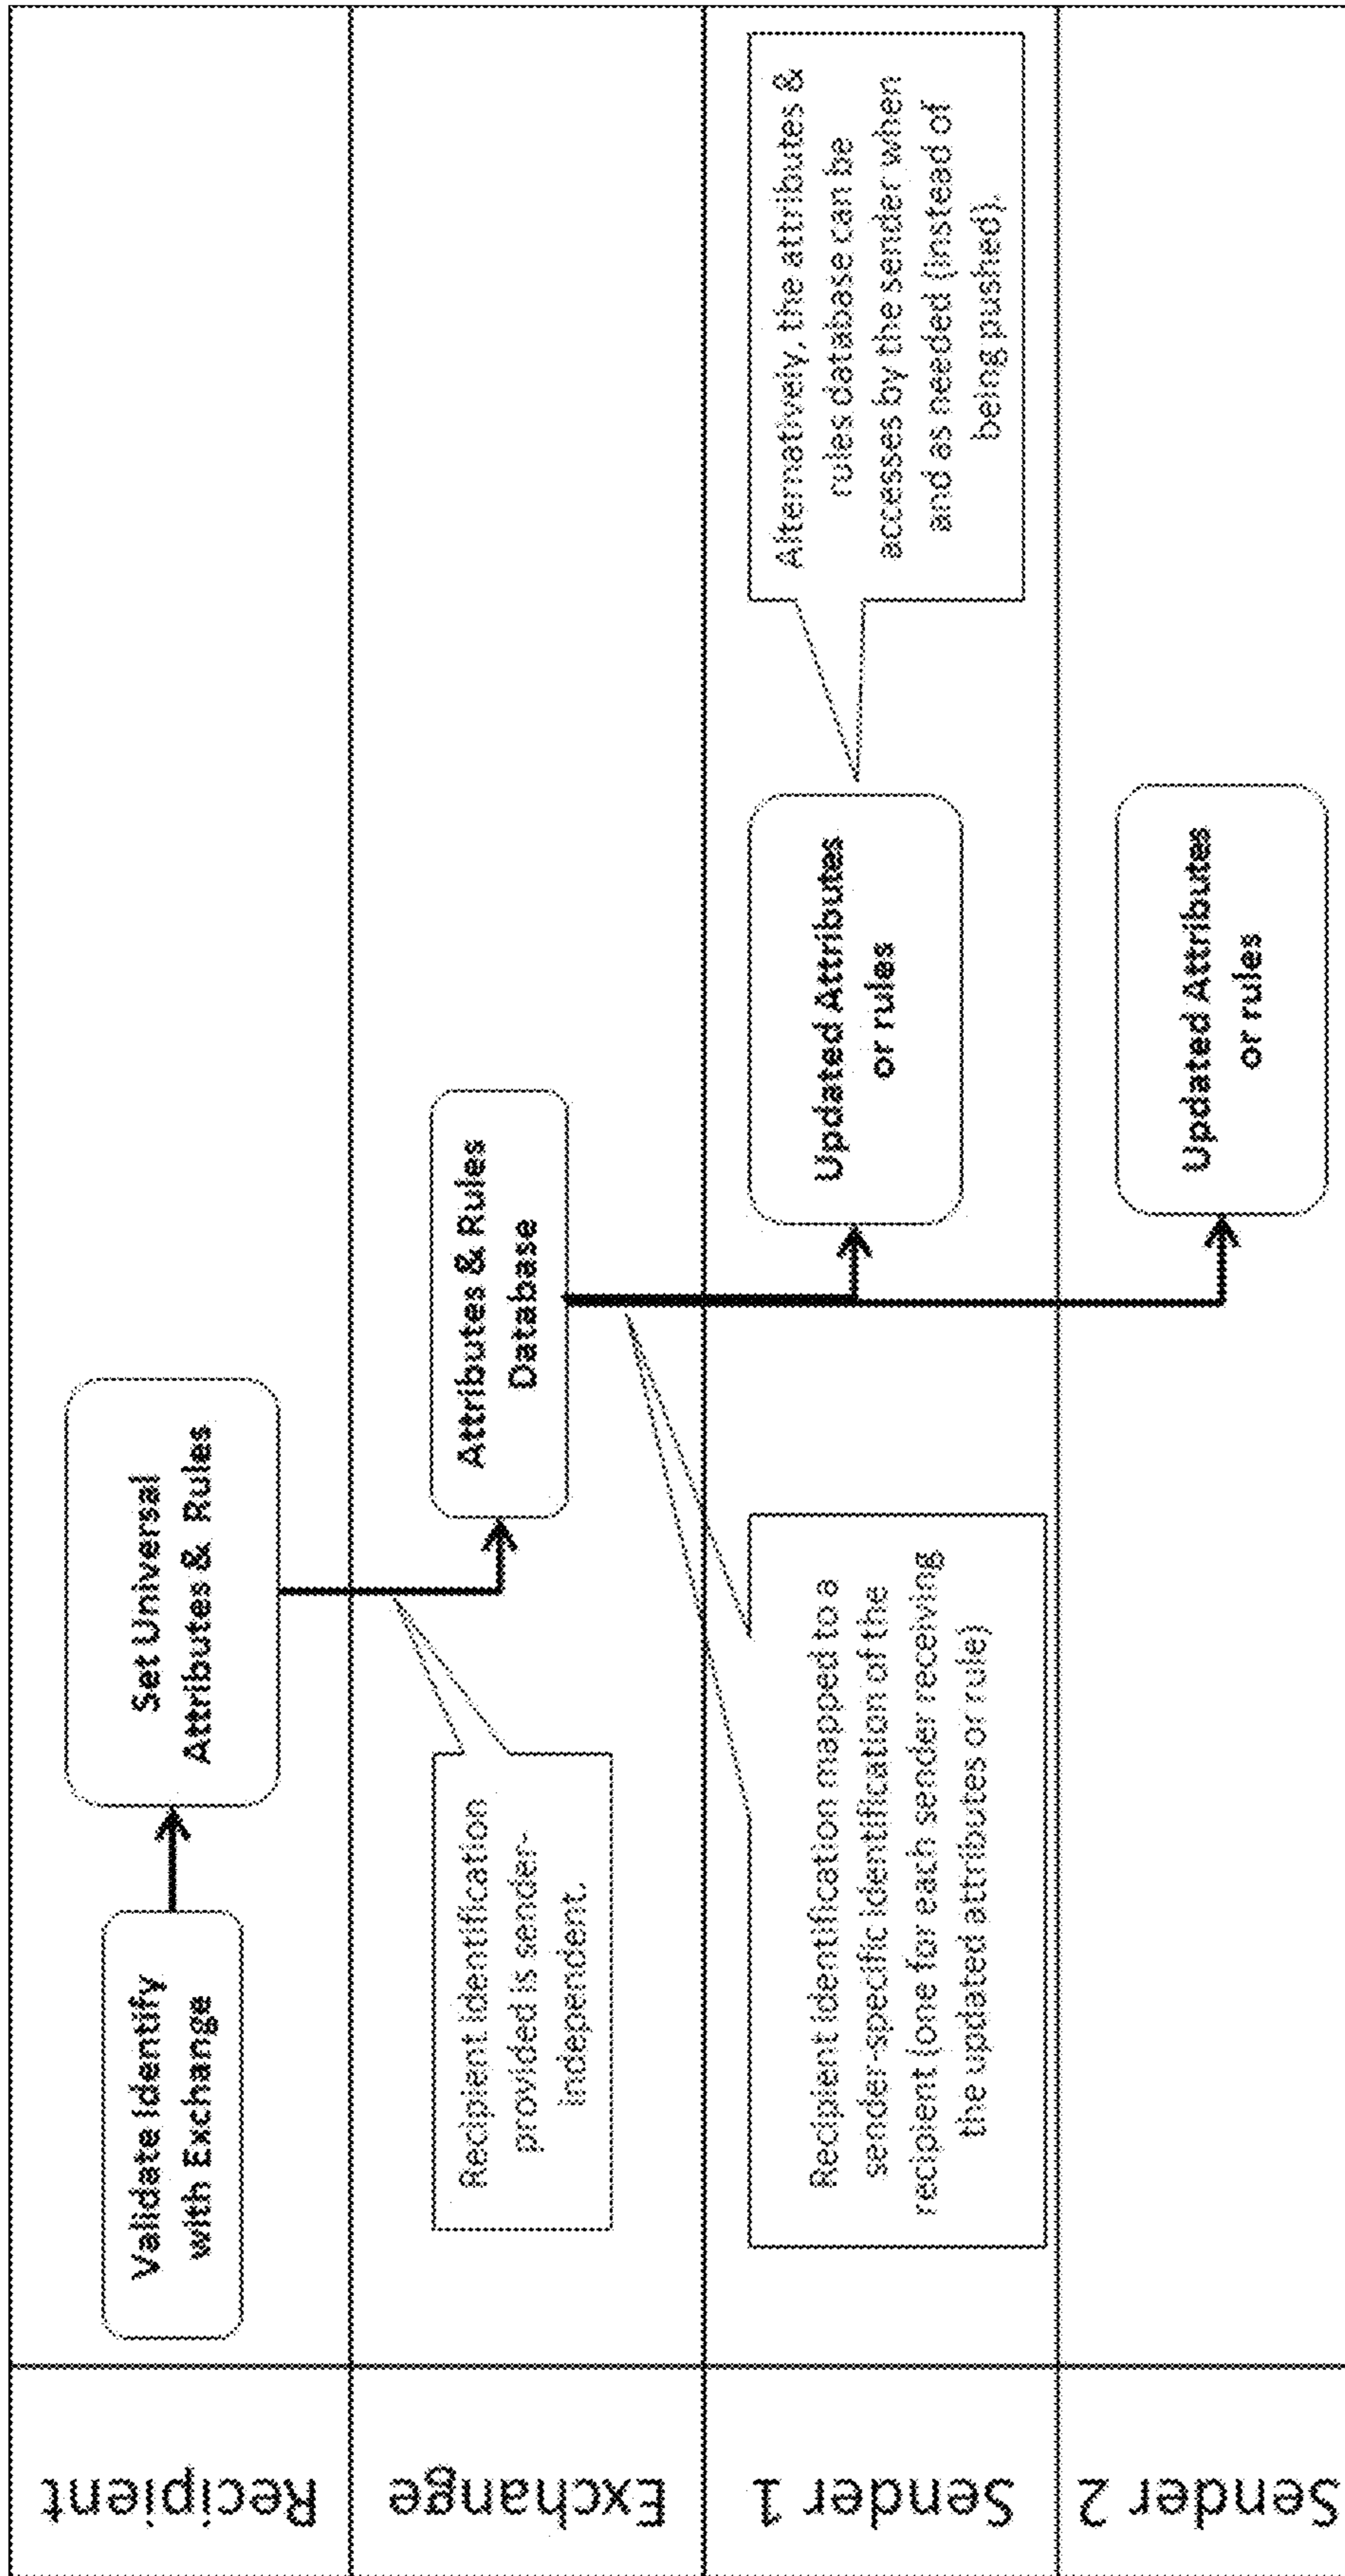 Recipient
Validate Identify
with Exchange
Set Universal
Attributes & Rules
Exchange
Recipient identification
provided is sender-
independent.
Attributes & Rules
Database
Sender 1
Recipient identification mapped to a
sender-specific identification of the
recipient (one for each sender receiving
the updated attributes or rule)
Updated Attributes
or rules
Alternatively, the attributes &
rules database can be
accesses by the sender when
and as needed (instead of
being pushed).
Sender 2
Updated Attributes
or rules